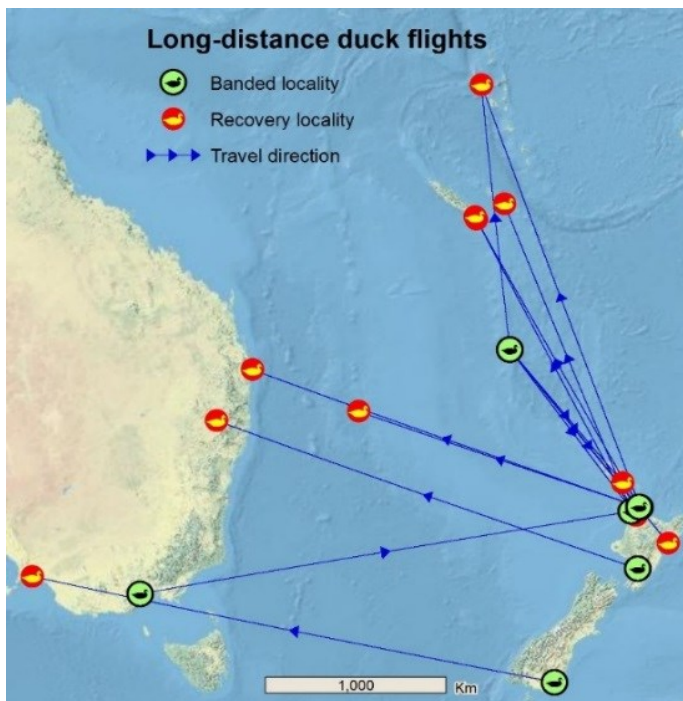 Long-distance duck flights
Banded locality
Recovery locality
Travel direction
1,000 Km